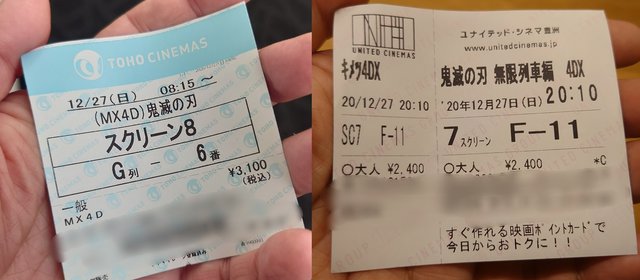 TOHO CINEMAS
12/27(日) 08:15 ~
(MX4D)鬼滅の刃
スクリーン8
G列 - 6番
¥3,100
(税込)
一般
MX4D
UNITED CINEMAS
キメツ4DX
20/12/27 20:10
SC7 F-11
○大人 ¥2,400
ユナイテッド・シネマ豊洲
www.unitedcinemas.jp
鬼滅の刃 無限列車編 4DX
'20年12月27日(日) 20:10
7スクリーン F-11
○大人 ¥2,400 *C
すぐ作れる映画ポイントカードで
今日からおトクに!!